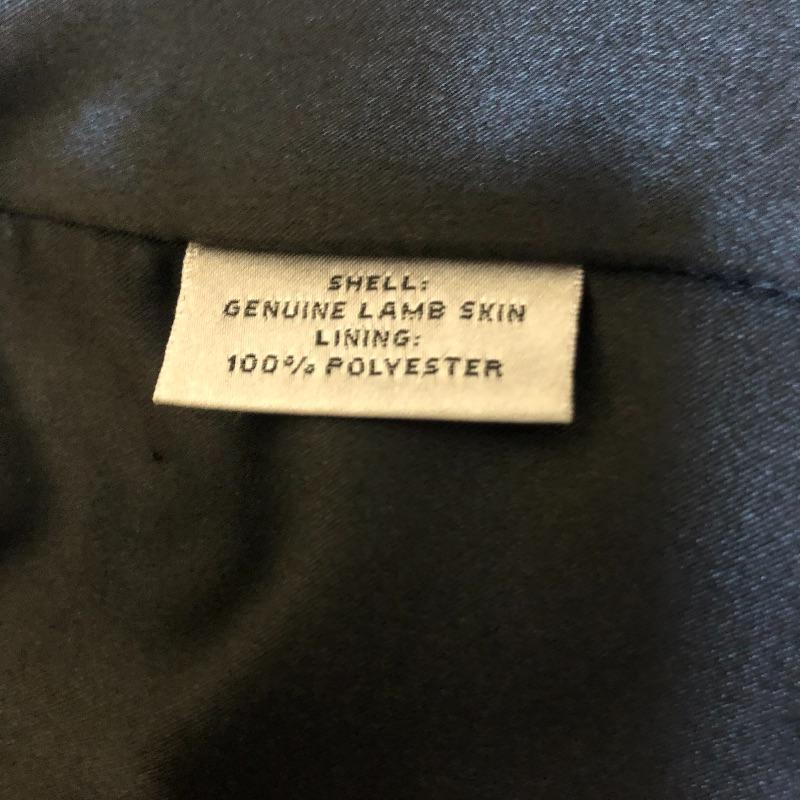 SHELL:
GENUINE LAMB SKIN
LINING:
100% POLYESTER